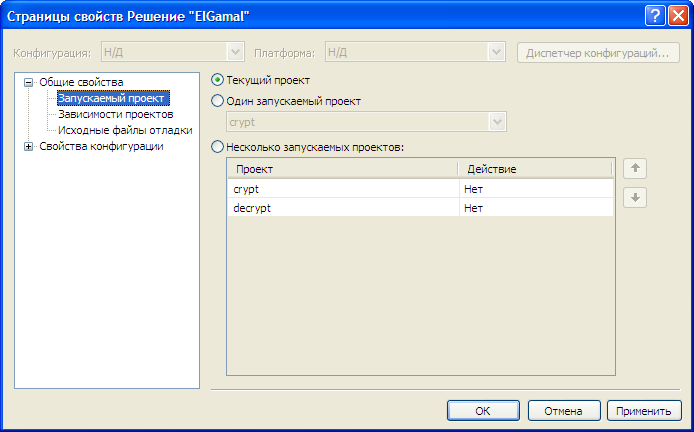 Страницы свойств Решение "ElGamal"
Конфигурация: Н/Д Платформа: Н/Д Диспетчер конфигураций...
Общие свойства
Запускаемый проект
Зависимости проектов
Исходные файлы отладки
Свойства конфигурации
Текущий проект
Один запускаемый проект
crypt
Несколько запускаемых проектов:
Проект Действие
crypt Нет
decrypt Нет
ОК Отмена Применить